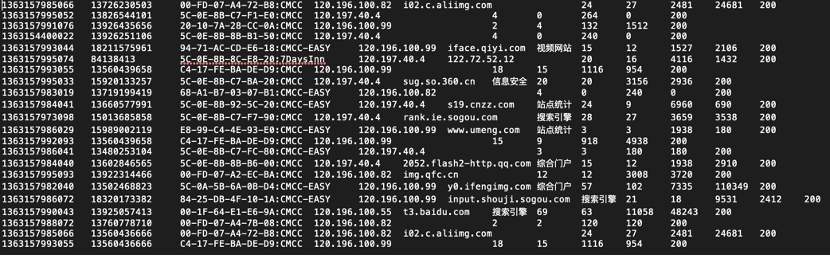 1363157985066 13726230503 00-FD-07-A4-72-B8:CMCC 120.196.100.82 i02.c.aliimg.com 24 27 2481 24681 200
1363157995052 13826544101 5C-0E-8B-C7-F1-E0:CMCC 120.197.40.4 4 0 264 0 200
1363157991076 13926435656 20-10-7A-28-CC-0A:CMCC 120.196.100.99 2 4 132 1512 200
1363154400022 13926251106 5C-0E-8B-8B-B1-50:CMCC 120.197.40.4 4 0 240 0 200
1363157993044 18211575961 94-71-AC-CD-E6-18:CMCC-EASY 120.196.100.99 iface.qiyi.com 视频网站 15 12 1527 2106 200
1363157995074 84138413 5C-0E-8B-8C-E8-20:7DaysInn 120.197.40.4 122.72.52.12 20 16 4116 1432 200
1363157993055 13560439658 C4-17-FE-BA-DE-D9:CMCC 120.196.100.99 18 15 1116 954 200
1363157995033 15920133257 5C-0E-8B-C7-BA-20:CMCC 120.197.40.4 sug.so.360.cn 信息安全 20 20 3156 2936 200
1363157983019 13719199419 68-A1-B7-03-07-B1:CMCC-EASY 120.196.100.82 4 0 240 0 200
1363157984041 13660577991 5C-0E-8B-92-5C-20:CMCC-EASY 120.197.40.4 s19.cnzz.com 站点统计 24 9 6960 690 200
1363157973098 15013685858 5C-0E-8B-C7-F7-90:CMCC 120.197.40.4 rank.ie.sogou.com 搜索引擎 28 27 3659 3538 200
1363157986029 15989002119 E8-99-C4-4E-93-E0:CMCC-EASY 120.196.100.99 www.umeng.com 站点统计 3 3 1938 180 200
1363157992093 13560439658 C4-17-FE-BA-DE-D9:CMCC 120.196.100.99 15 9 918 4938 200
1363157986041 13480253104 5C-0E-8B-C7-FC-80:CMCC-EASY 120.197.40.4 3 3 180 180 200
1363157984040 13602846565 5C-0E-8B-8B-B6-00:CMCC 120.197.40.4 2052.flash2-http.qq.com 综合门户 15 12 1938 2910 200
1363157995093 13922314466 00-FD-07-A2-EC-BA:CMCC 120.196.100.82 img.qfc.cn 12 12 3008 3720 200
1363157982040 13502468823 5C-0A-5B-6A-0B-D4:CMCC-EASY 120.196.100.99 y0.ifengimg.com 综合门户 57 102 7335 110349 200
1363157986072 18320173382 84-25-DB-4F-10-1A:CMCC-EASY 120.196.100.99 input.shouji.sogou.com 搜索引擎 21 18 9531 2412 200
1363157990043 13925057413 00-1F-64-E1-E6-9A:CMCC 120.196.100.55 t3.baidu.com 搜索引擎 69 63 11058 48243 200
1363157988072 13760778710 00-FD-07-A4-7B-08:CMCC 120.196.100.82 2 2 120 120 200
1363157985066 13560436666 00-FD-07-A4-72-B8:CMCC 120.196.100.82 i02.c.aliimg.com 24 27 2481 24681 200
1363157993055 13560436666 C4-17-FE-BA-DE-D9:CMCC 120.196.100.99 18 15 1116 954 200